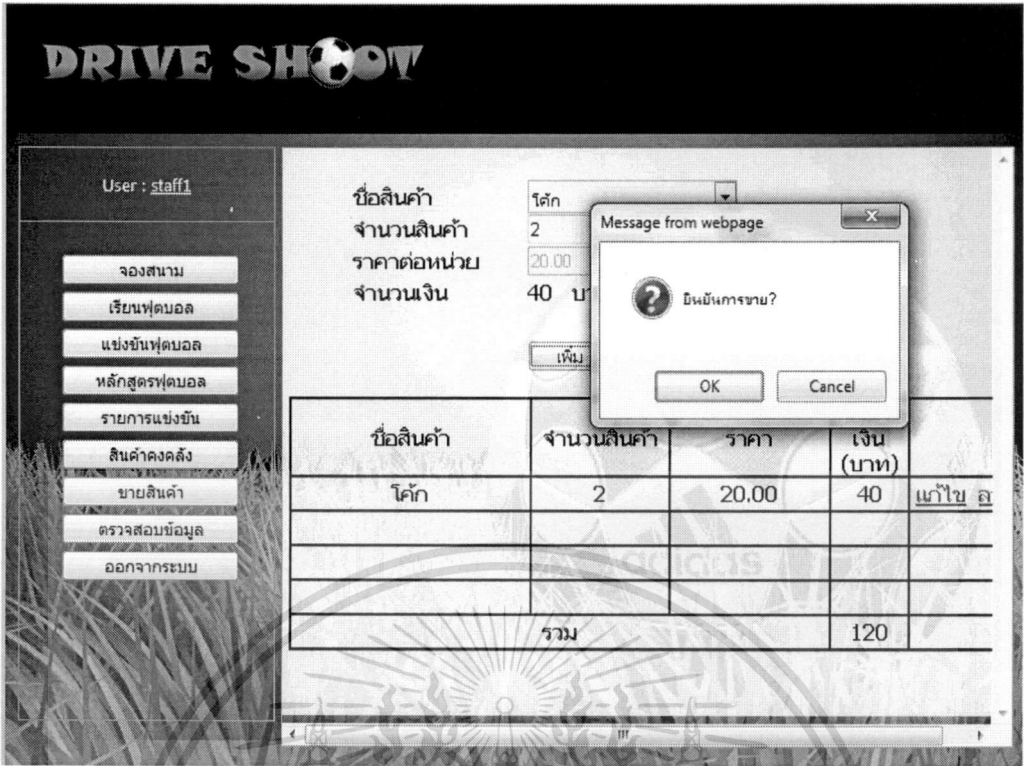 DRIVE SHOOT
User : staff1
จองสนาม
เรียนฟุตบอล
แข่งขันฟุตบอล
หลักสูตรฟุตบอล
รายการแข่งขัน
สินค้าคงคลัง
ขายสินค้า
ตรวจสอบข้อมูล
ออกจากระบบ
ชื่อสินค้า โค้ก
จำนวนสินค้า 2
ราคาต่อหน่วย 20.00
จำนวนเงิน 40
เพิ่ม
Message from webpage
ยืนยันการขาย?
OK Cancel
ชื่อสินค้า จำนวนสินค้า ราคา เงิน
(บาท)
โค้ก 2 20.00 40 แก้ไข
adidas
รวม 120